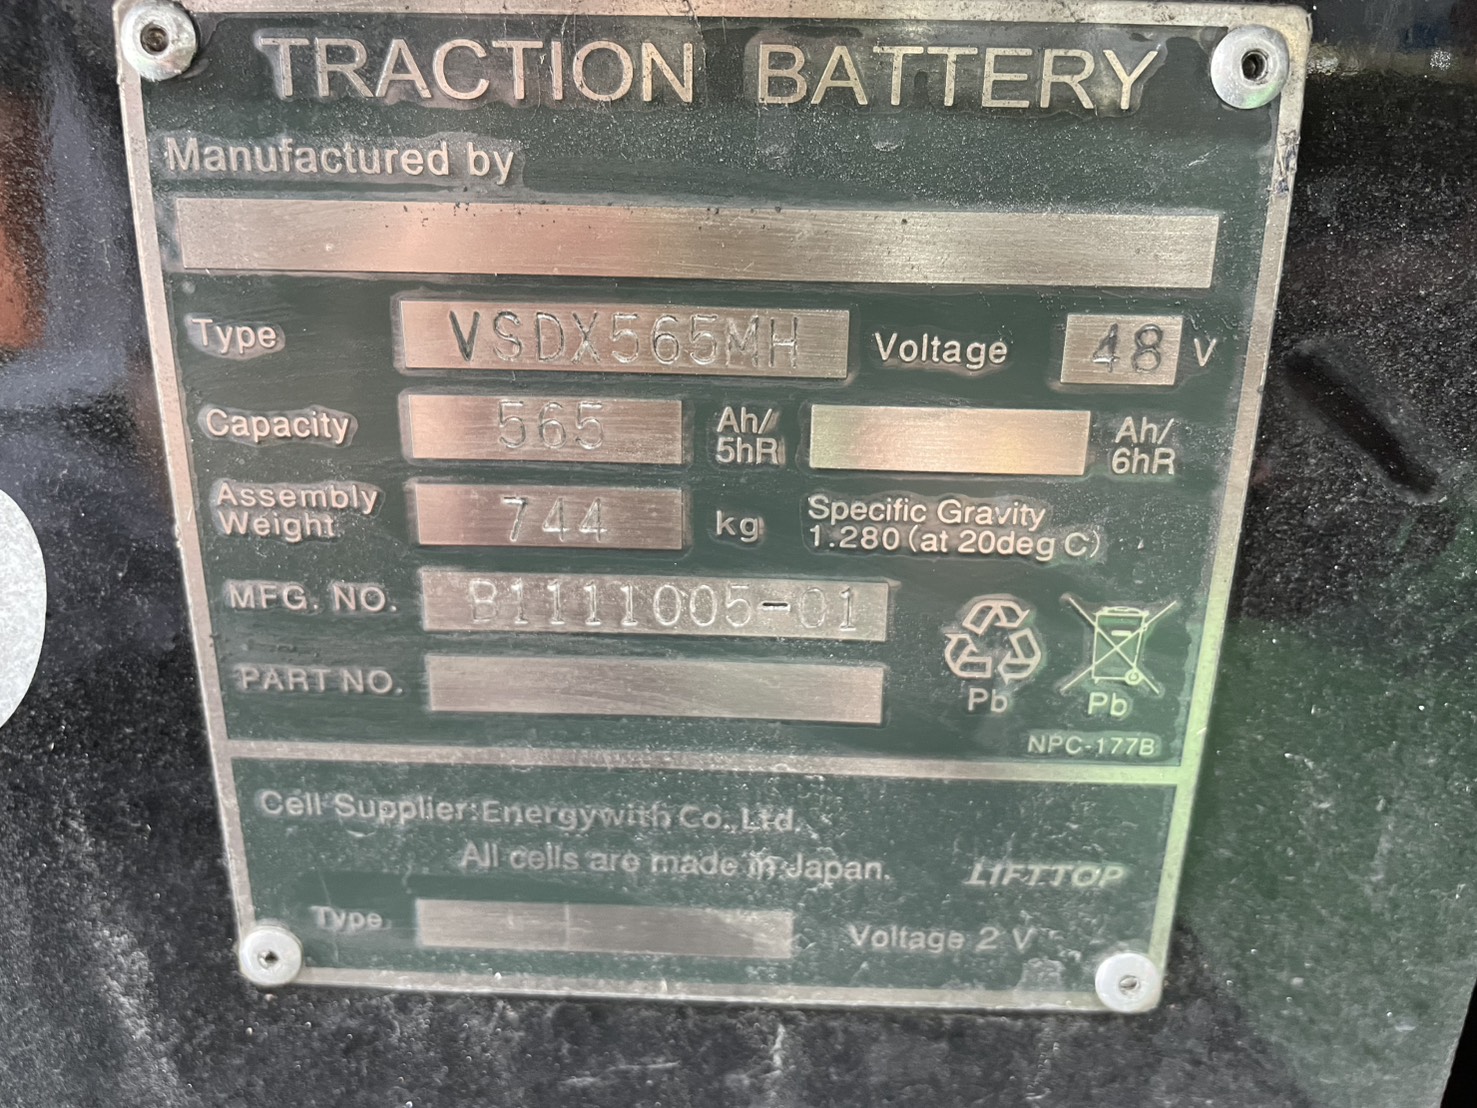 TRACTION BATTERY
Manufactured by
Type VSDX565MH Voltage 48 V
Capacity 565 Ah/5hR Ah/6hR
Assembly Weight 744 kg Specific Gravity
1.280 (at 20deg C)
MFG. NO. B1111005-01
PART NO.
Pb Pb
NPC-177B
Cell Supplier: Energywith Co., Ltd.
All cells are made in Japan. LIFTTOP
Type Voltage 2 V